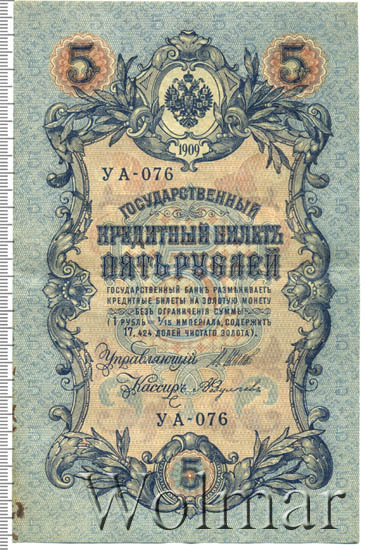 5 5
1909
УА-076
ГОСУДАРСТВЕННЫЙ
КРЕДИТНЫЙ БИЛЕТЪ
ПЯТЬ РУБЛЕЙ
ГОСУДАРСТВЕННЫЙ БАНКЪ РАЗМѢНИВАЕТЪ
КРЕДИТНЫЕ БИЛЕТЫ НА ЗОЛОТУЮ МОНЕТУ
БЕЗЪ ОГРАНИЧЕНІЯ СУММЫ
(1 РУБЛЬ = 1/15 ИМПЕРІАЛА, СОДЕРЖИТЪ
17,424 ДОЛЕЙ ЧИСТАГО ЗОЛОТА).
Управляющій
Кассиръ
УА-076
5
Wolmar